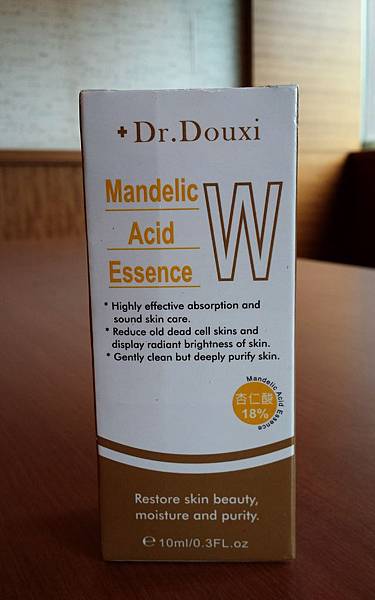 +Dr.Douxi
Mandelic
Acid
Essence
W
* Highly effective absorption and
sound skin care.
* Reduce old dead cell skins and
display radiant brightness of skin.
* Gently clean but deeply purify skin.
Mandelic Acid Essence
杏仁酸
18%
Restore skin beauty,
moisture and purity.
℮ 10ml/0.3FL.oz